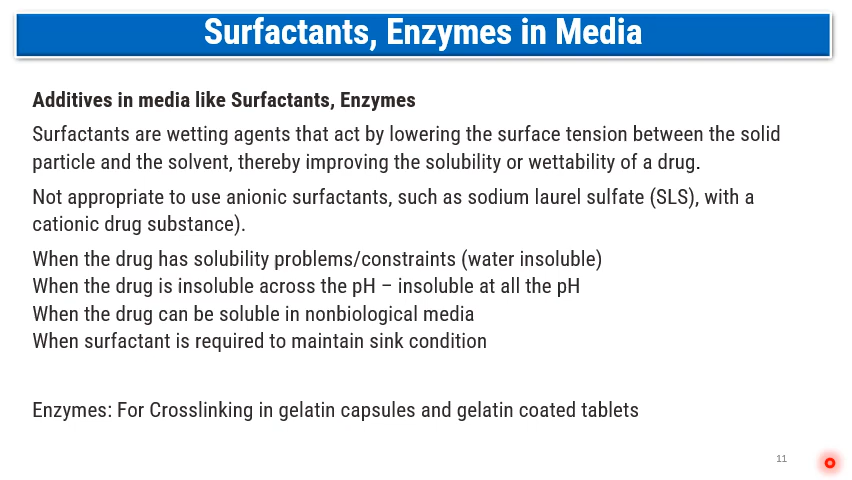 Surfactants, Enzymes in Media
Additives in media like Surfactants, Enzymes
Surfactants are wetting agents that act by lowering the surface tension between the solid
particle and the solvent, thereby improving the solubility or wettability of a drug.
Not appropriate to use anionic surfactants, such as sodium laurel sulfate (SLS), with a
cationic drug substance).
When the drug has solubility problems/constraints (water insoluble)
When the drug is insoluble across the pH – insoluble at all the pH
When the drug can be soluble in nonbiological media
When surfactant is required to maintain sink condition
Enzymes: For Crosslinking in gelatin capsules and gelatin coated tablets
11